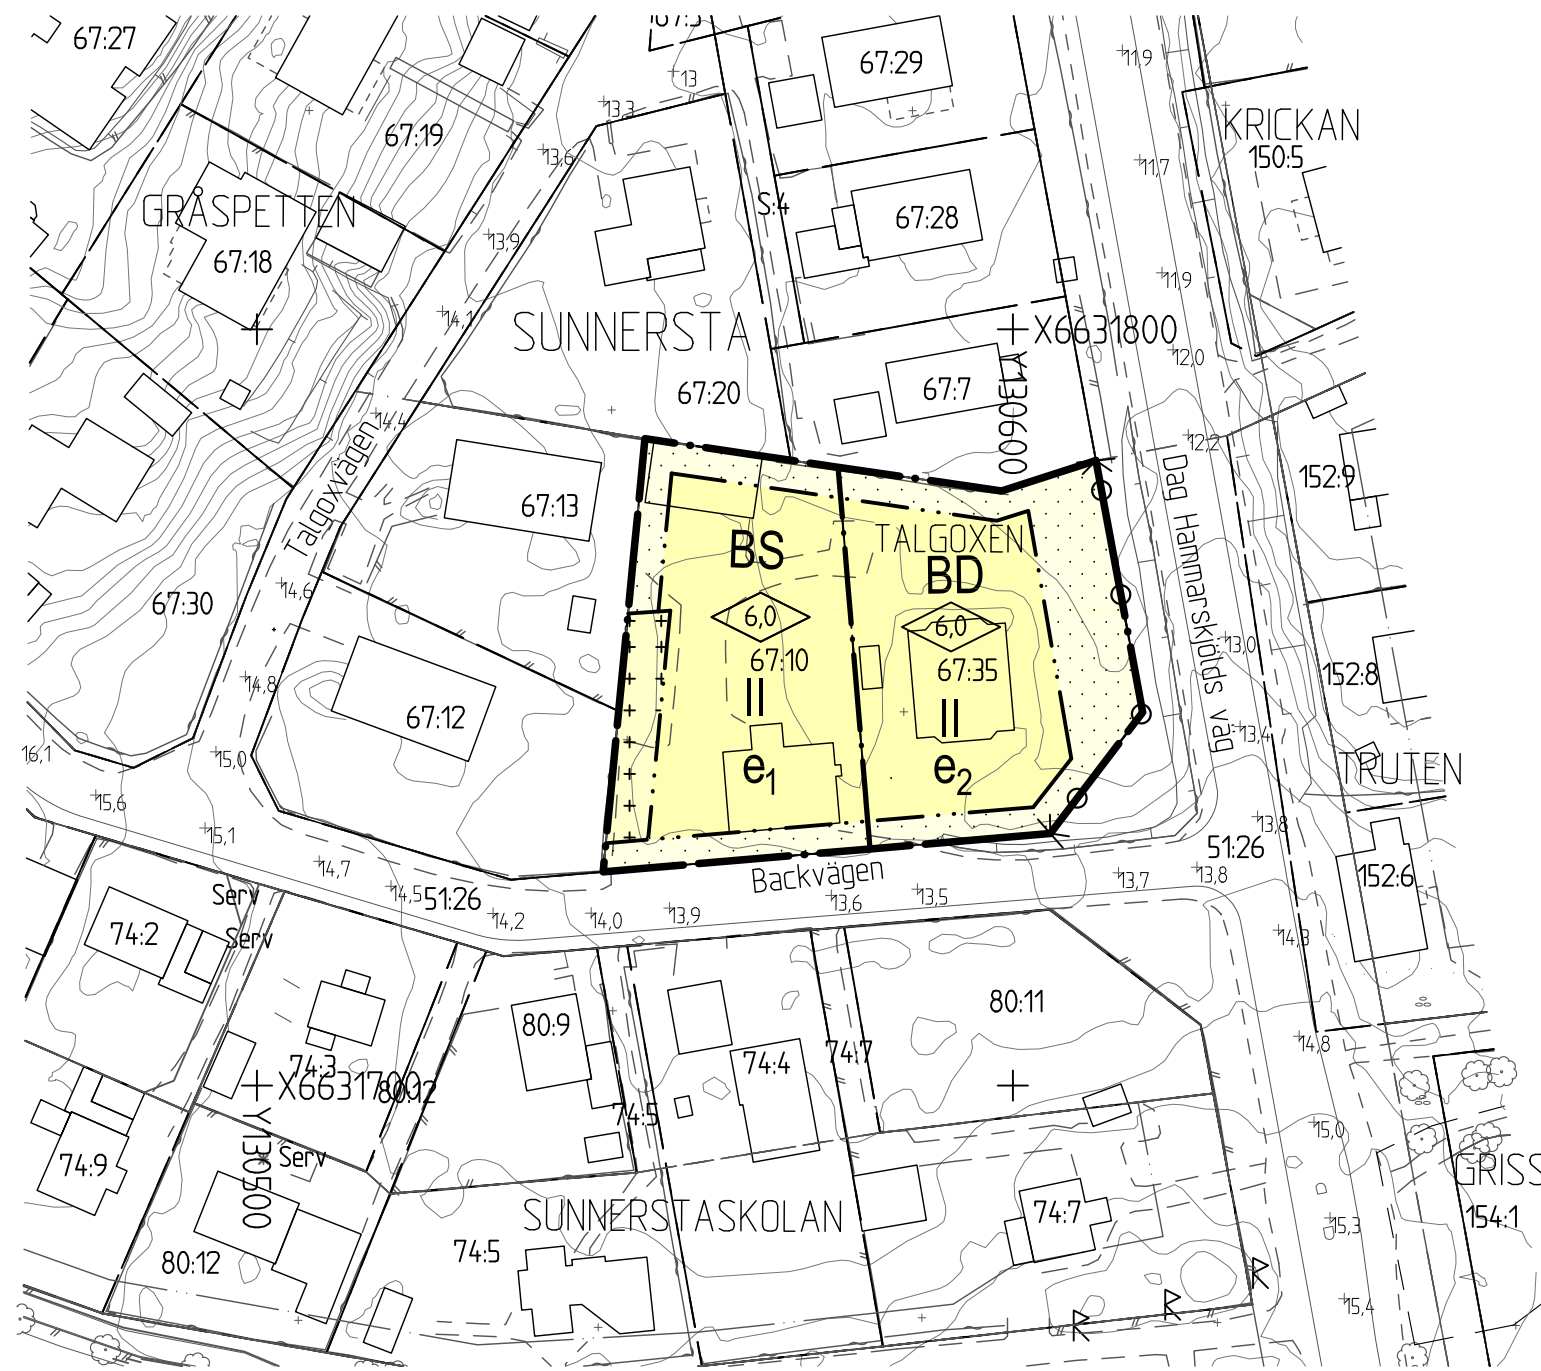 67:27
67:3
67:29
11,9
13
13,3
67:19
KRICKAN
150:5
13,6
11,7
GRÅSPETTEN
S:4
67:28
67:18
13,9
11,9
14,1
SUNNERSTA
X6631800
12,0
67:20
67:7
Y130600
14,4
12,2
Talgoxvägen
67:13
Dag Hammarskjölds väg
152:9
TALGOXEN
BS
BD
14,6
67:30
6,0
6,0
13,0
67:10
67:35
152:8
14,8
67:12
II
II
13,4
16,1
15,0
e1
e2
TRUTEN
15,6
15,1
13,8
51:26
14,7
Backvägen
13,7
13,8
152:6
14,5
51:26
Serv
14,2
14,0
13,9
13,6
13,5
74:2
Serv
14,3
80:9
80:11
74:3
74:4
74:7
14,8
X6631700
80:12
74:5
Y130500
15,0
Serv
74:9
GRISS
SUNNERSTASKOLAN
74:7
154:1
15,3
74:5
80:12
R
R
R
15,4